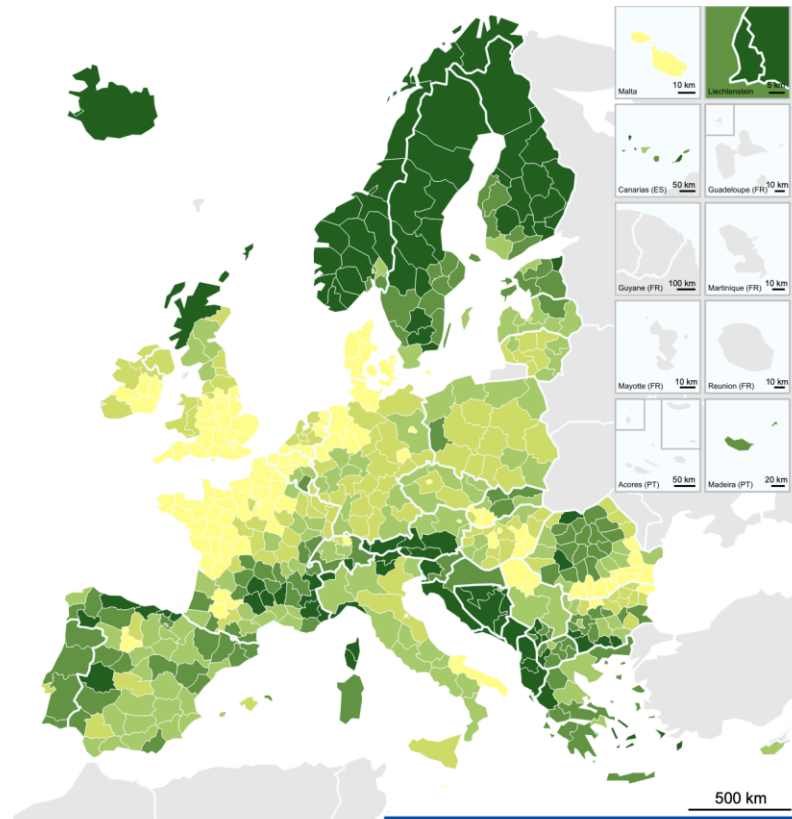 10 km
Malta
5 km
Liechtenstein
50 km
Canarias (ES)
10 km
Guadeloupe (FR)
100 km
Guyane (FR)
10 km
Martinique (FR)
10 km
Mayotte (FR)
10 km
Reunion (FR)
50 km
Acores (PT)
20 km
Madeira (PT)
500 km